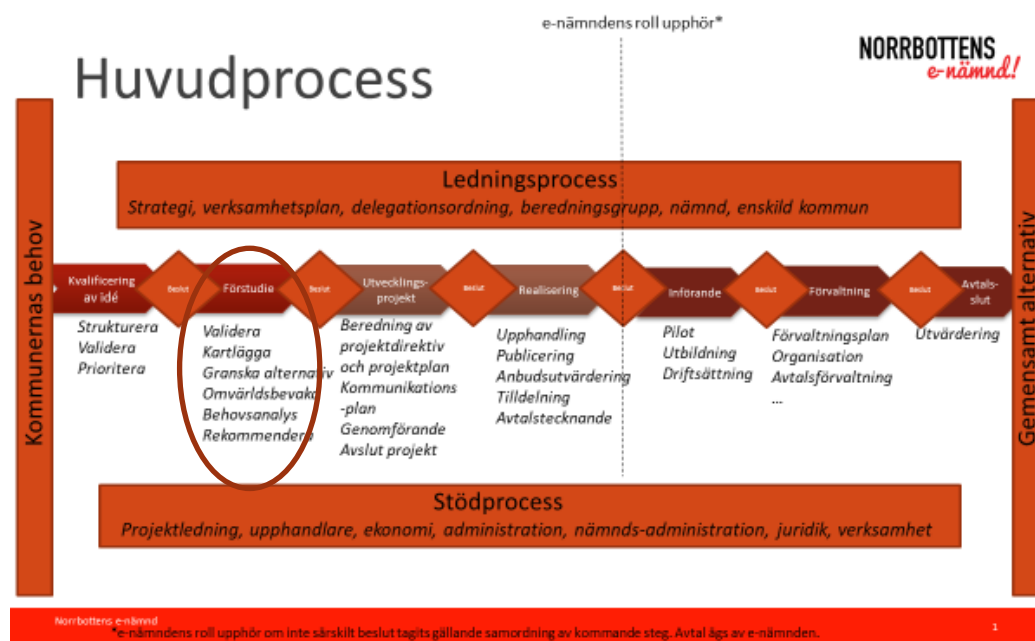 e-nämndens roll upphör*
NORRBOTTENS
e-nämnd!
Huvudprocess
Kommunernas behov
Ledningsprocess
Strategi, verksamhetsplan, delegationsordning, beredningsgrupp, nämnd, enskild kommun
Kvalificering
av idé
Beslut
Förstudie
Beslut
Utvecklings-
projekt
Beslut
Realisering
Beslut
Införande
Beslut
Förvaltning
Beslut
Avtals-
slut
Strukturera
Validera
Prioritera
Validera
Kartlägga
Granska alternativ
Omvärldsbevaka
Behovsanalys
Rekommendera
Beredning av
projektdirektiv
och projektplan
Kommunikations
-plan
Genomförande
Avslut projekt
Upphandling
Publicering
Anbudsutvärdering
Tilldelning
Avtalstecknande
Pilot
Utbildning
Driftsättning
Förvaltningsplan
Organisation
Avtalsförvaltning
...
Utvärdering
Gemensamt alternativ
Stödprocess
Projektledning, upphandlare, ekonomi, administration, nämnds-administration, juridik, verksamhet
Norrbottens e-nämnd
*e-nämndens roll upphör om inte särskilt beslut tagits gällande samordning av kommande steg. Avtal ägs av e-nämnden.
1